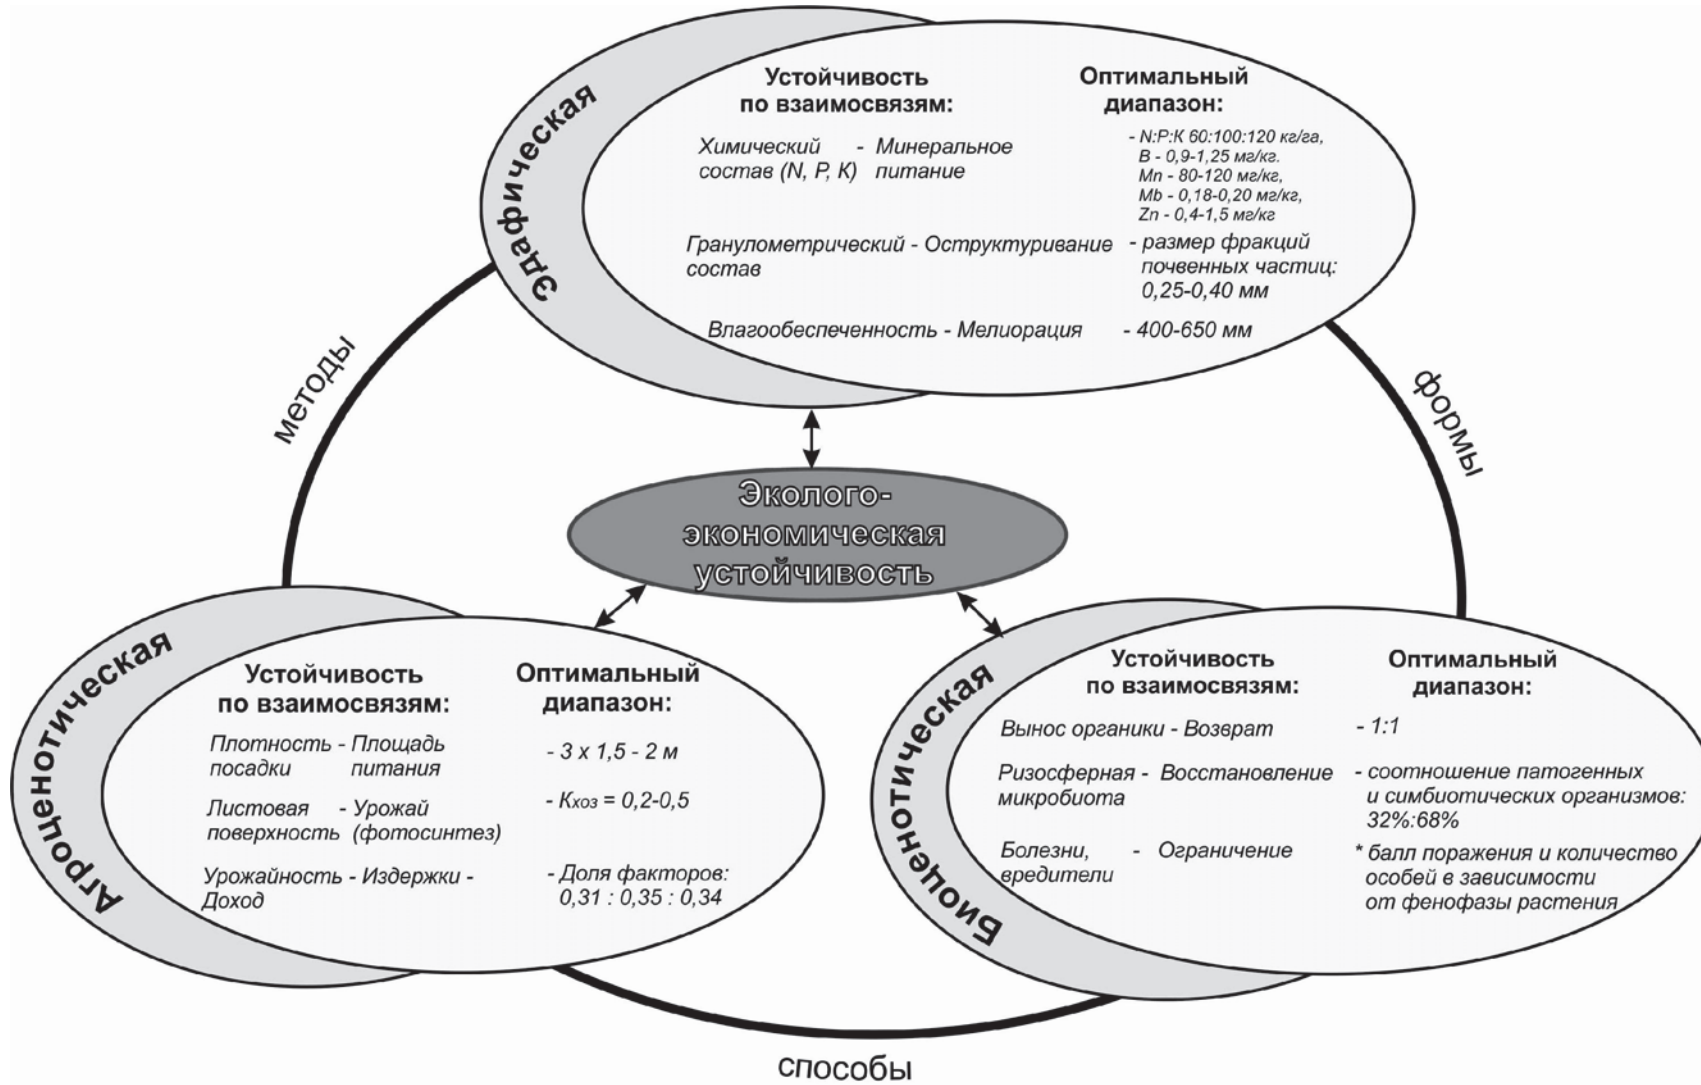 Эдафическая
Устойчивость
по взаимосвязям:
Оптимальный
диапазон:
Химический - Минеральное
состав (N, P, К) питание
- N:P:К 60:100:120 кг/га,
В - 0,9-1,25 мг/кг.
Mn - 80-120 мг/кг,
Mb - 0,18-0,20 мг/кг,
Zn - 0,4-1,5 мг/кг
Гранулометрический - Оструктуривание
состав
- размер фракций
почвенных частиц:
0,25-0,40 мм
Влагообеспеченность - Мелиорация
- 400-650 мм
методы
формы
Эколого-
экономическая
устойчивость
Агроценотическая
Устойчивость
по взаимосвязям:
Оптимальный
диапазон:
Плотность - Площадь
посадки питания
- 3 х 1,5 - 2 м
Листовая - Урожай
поверхность (фотосинтез)
- Кхоз = 0,2-0,5
Урожайность - Издержки -
Доход
- Доля факторов:
0,31 : 0,35 : 0,34
Биоценотическая
Устойчивость
по взаимосвязям:
Оптимальный
диапазон:
Вынос органики - Возврат
- 1:1
Ризосферная - Восстановление
микробиота
- соотношение патогенных
и симбиотических организмов:
32%:68%
Болезни, - Ограничение
вредители
* балл поражения и количество
особей в зависимости
от фенофазы растения
способы